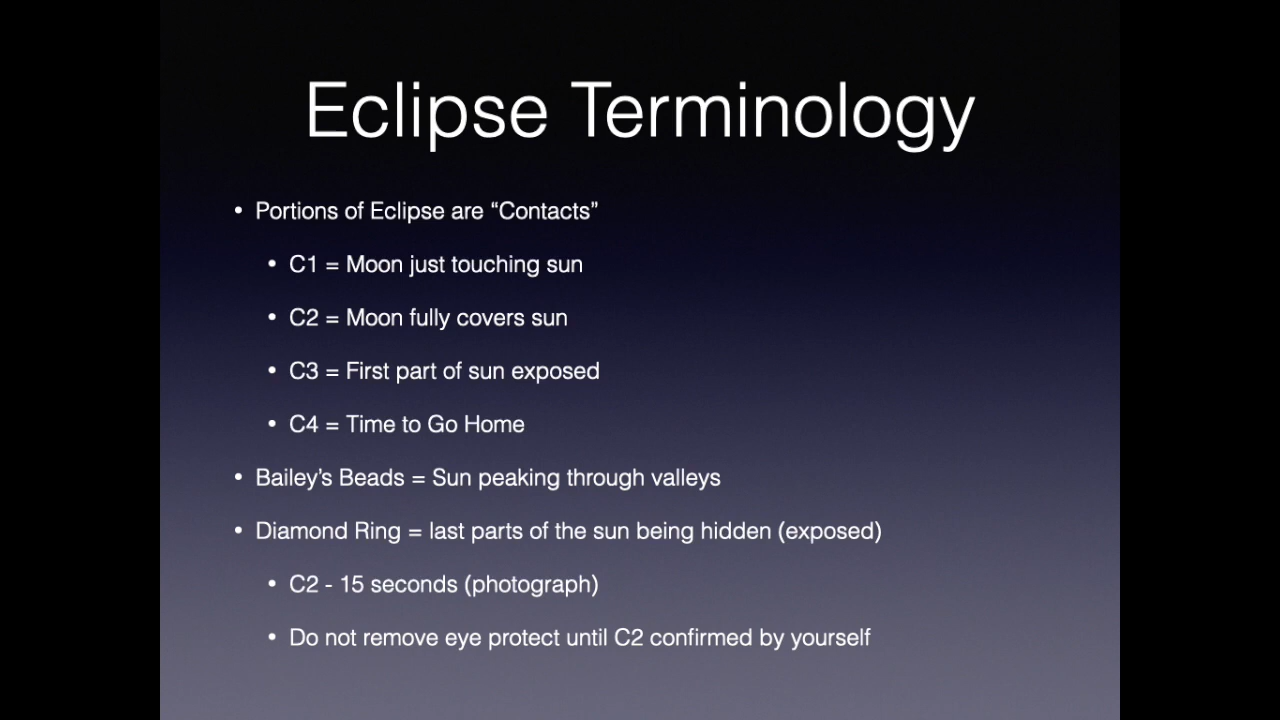 Eclipse Terminology
• Portions of Eclipse are “Contacts”
• C1 = Moon just touching sun
• C2 = Moon fully covers sun
• C3 = First part of sun exposed
• C4 = Time to Go Home
• Bailey’s Beads = Sun peaking through valleys
• Diamond Ring = last parts of the sun being hidden (exposed)
• C2 - 15 seconds (photograph)
• Do not remove eye protect until C2 confirmed by yourself